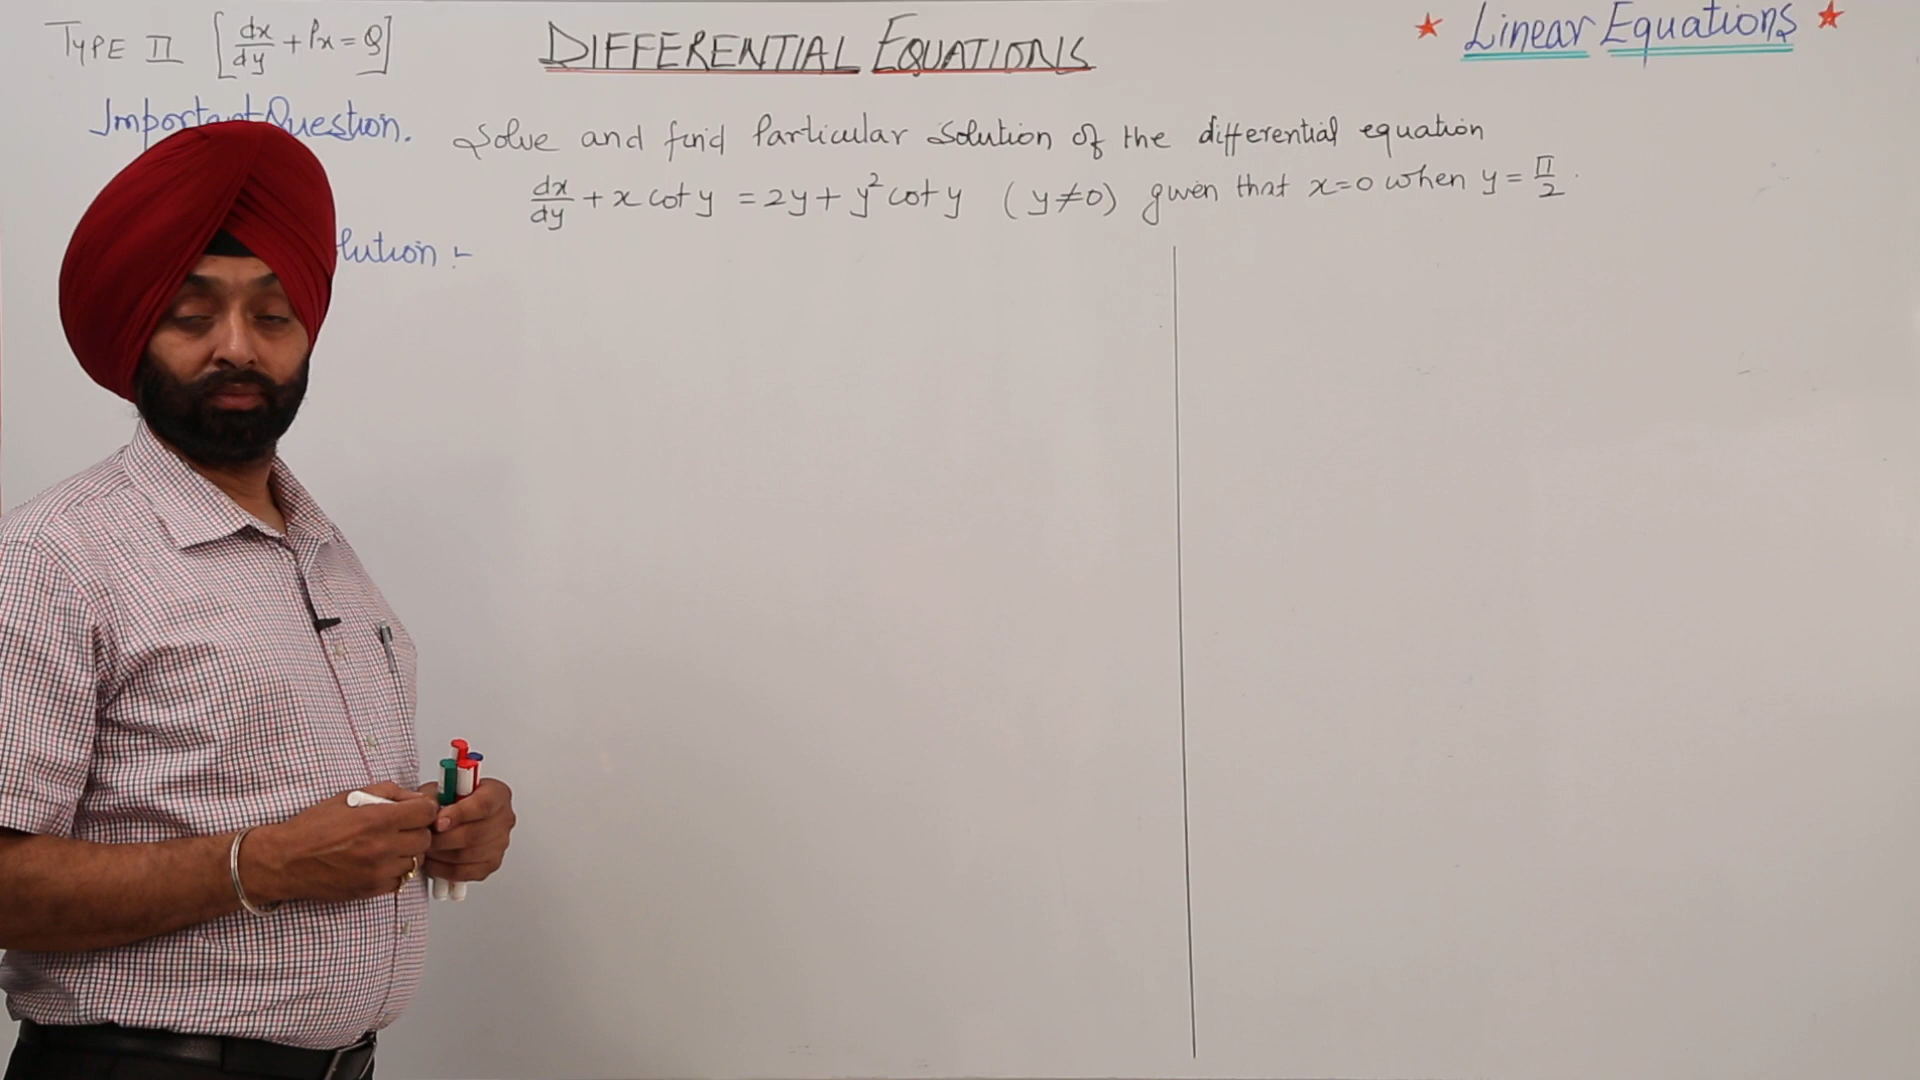 TYPE II [dx/dy + Px = Q]
DIFFERENTIAL EQUATIONS
★ Linear Equations ★
Important Question. Solve and find Particular Solution of the differential equation
dx/dy + x cot y = 2y + y² cot y (y ≠ 0) given that x = 0 when y = π/2.
lution :-